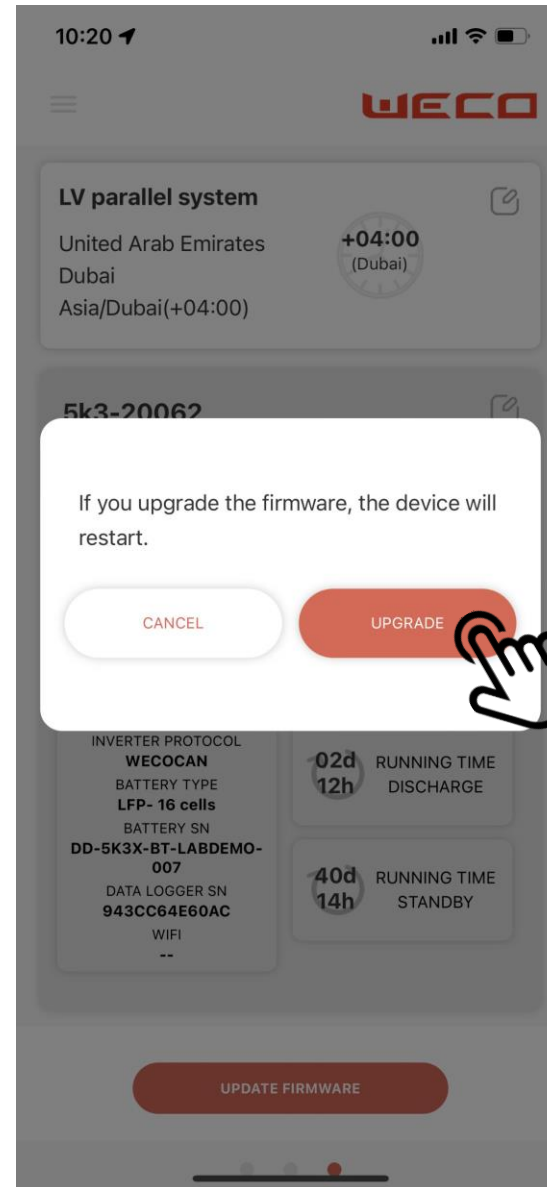 10:20
WECO
LV parallel system
United Arab Emirates
Dubai
Asia/Dubai(+04:00)
+04:00
(Dubai)
5k3-20062
If you upgrade the firmware, the device will
restart.
CANCEL
UPGRADE
INVERTER PROTOCOL
WECOCAN
BATTERY TYPE
LFP- 16 cells
BATTERY SN
DD-5K3X-BT-LABDEMO-
007
DATA LOGGER SN
943CC64E60AC
WIFI
--
02d
12h
RUNNING TIME
DISCHARGE
40d
14h
RUNNING TIME
STANDBY
UPDATE FIRMWARE